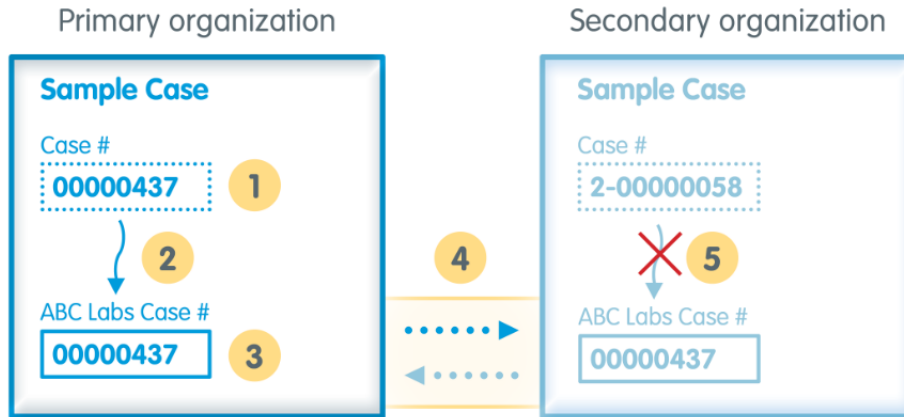 Primary organization
Secondary organization
Sample Case
Case #
00000437
1
2
ABC Labs Case #
00000437
3
4
Sample Case
Case #
2-00000058
5
ABC Labs Case #
00000437